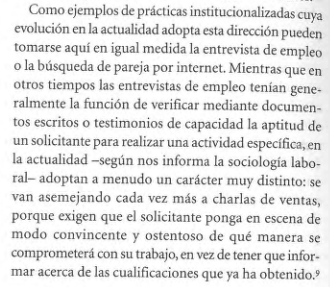 Como ejemplos de prácticas institucionalizadas cuya
evolución en la actualidad adopta esta dirección pueden
tomarse aquí en igual medida la entrevista de empleo
o la búsqueda de pareja por internet. Mientras que en
otros tiempos las entrevistas de empleo tenían gene-
ralmente la función de verificar mediante documen-
tos escritos o testimonios de capacidad la aptitud de
un solicitante para realizar una actividad específica, en
la actualidad –según nos informa la sociología labo-
ral– adoptan a menudo un carácter muy distinto: se
van asemejando cada vez más a charlas de ventas,
porque exigen que el solicitante ponga en escena de
modo convincente y ostentoso de qué manera se
comprometerá con su trabajo, en vez de tener que infor-
mar acerca de las cualificaciones que ya ha obtenido.⁹